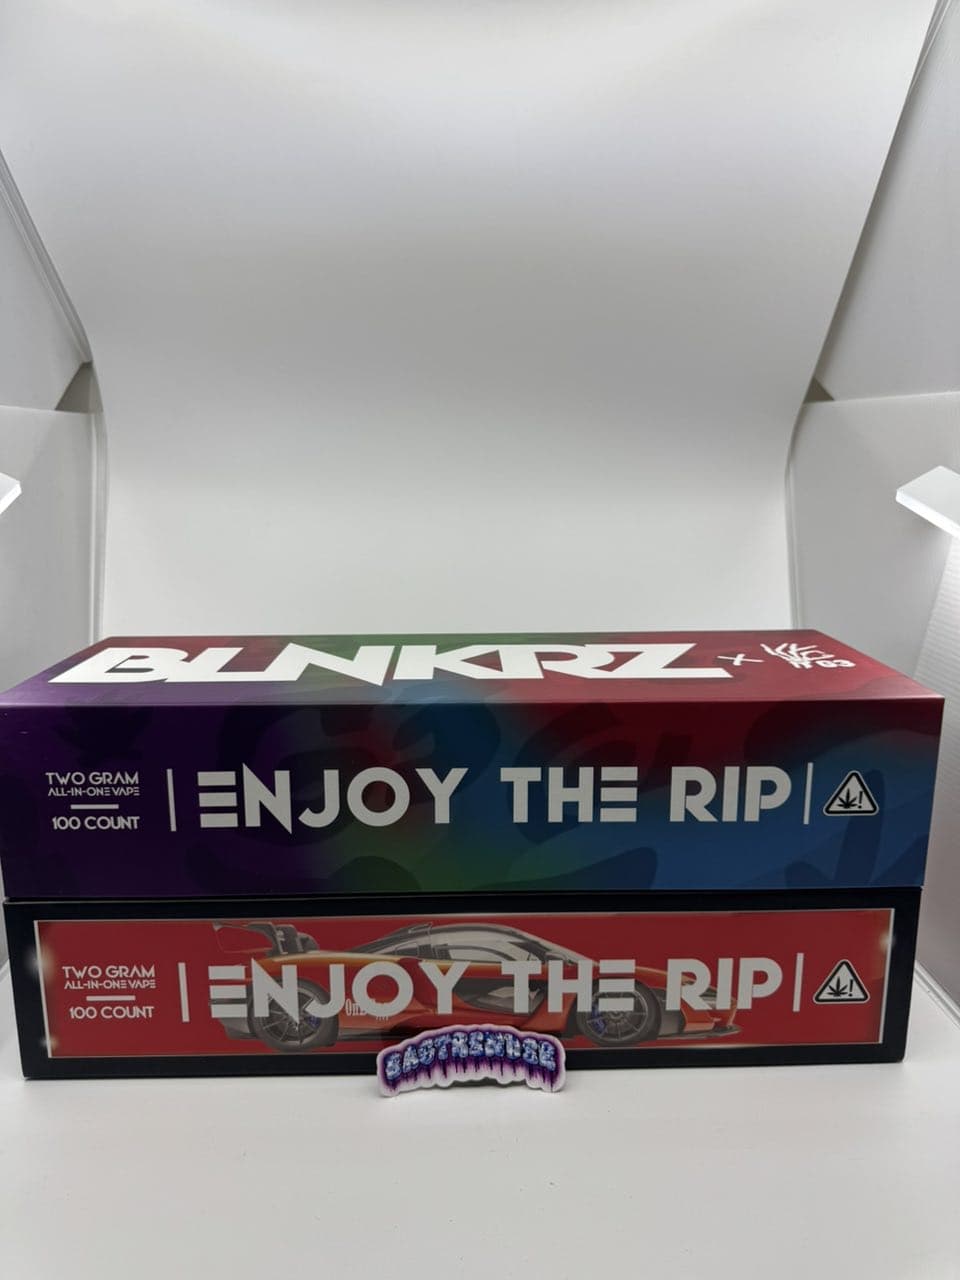 BLNKRZ x #83
TWO GRAM
ALL-IN-ONE VAPE
100 COUNT
ENJOY THE RIP
!
TWO GRAM
ALL-IN-ONE VAPE
100 COUNT
ENJOY THE RIP
!